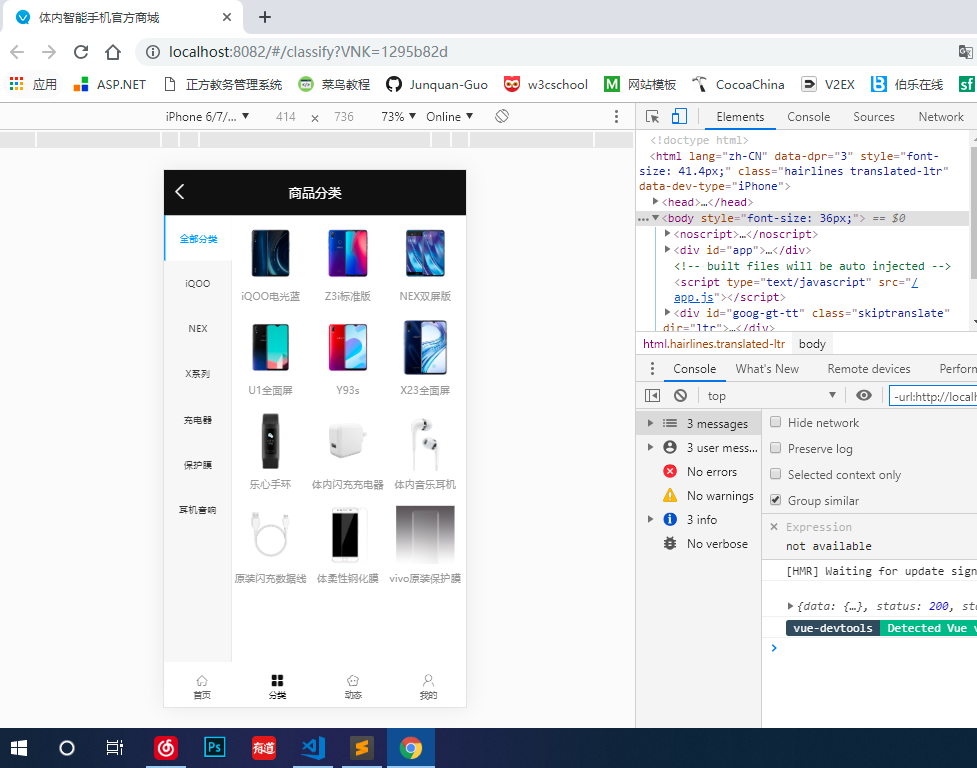 体内智能手机官方商城
localhost:8082/#/classify?VNK=1295b82d
应用 ASP.NET 正方教务管理系统 菜鸟教程 Junquan-Guo w3cschool 网站模板 CocoaChina V2EX 伯乐在线 sf
iPhone 6/7/... 414 × 736 73% Online
Elements Console Sources Network
<!doctype html>
<html lang="zh-CN" data-dpr="3" style="font-
size: 41.4px;" class="hairlines translated-ltr"
data-dev-type="iPhone">
<head>…</head>
<body style="font-size: 36px;"> == $0
<noscript>…</noscript>
<div id="app">…</div>
<!-- built files will be auto injected -->
<script type="text/javascript" src="/
app.js"></script>
<div id="goog-gt-tt" class="skiptranslate"
dir="ltr">…</div>
html.hairlines.translated-ltr body
Console What's New Remote devices Perform
top -url:http://localh
3 messages
3 user mess...
No errors
No warnings
3 info
No verbose
Hide network
Preserve log
Selected context only
Group similar
Expression
not available
[HMR] Waiting for update sign
{data: {…}, status: 200, sta
vue-devtools Detected Vue v
商品分类
全部分类
iQOO
NEX
X系列
充电器
保护膜
耳机音响
iQOO电光蓝 Z3i标准版 NEX双屏版
U1全面屏 Y93s X23全面屏
乐心手环 体内闪充充电器 体内音乐耳机
原装闪充数据线 体柔性钢化膜 vivo原装保护膜
首页 分类 动态 我的
Ps 有道